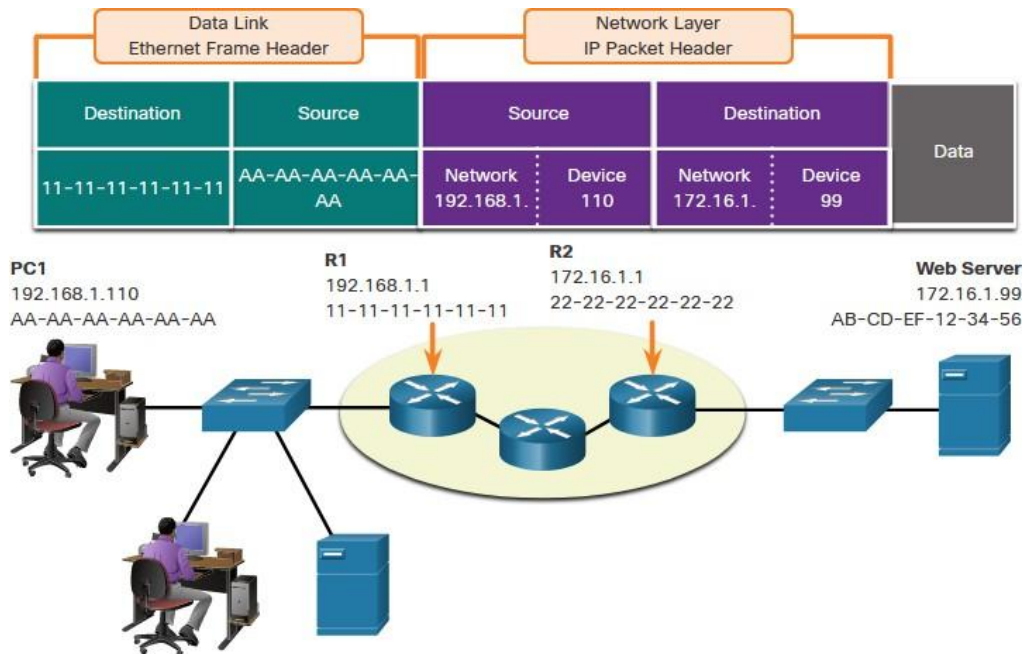 Data Link
Ethernet Frame Header
Network Layer
IP Packet Header
Destination
Source
Source
Destination
Data
11-11-11-11-11-11
AA-AA-AA-AA-AA-
AA
Network
192.168.1.
Device
110
Network
172.16.1.
Device
99
PC1
192.168.1.110
AA-AA-AA-AA-AA-AA
R1
192.168.1.1
11-11-11-11-11-11
R2
172.16.1.1
22-22-22-22-22-22
Web Server
172.16.1.99
AB-CD-EF-12-34-56